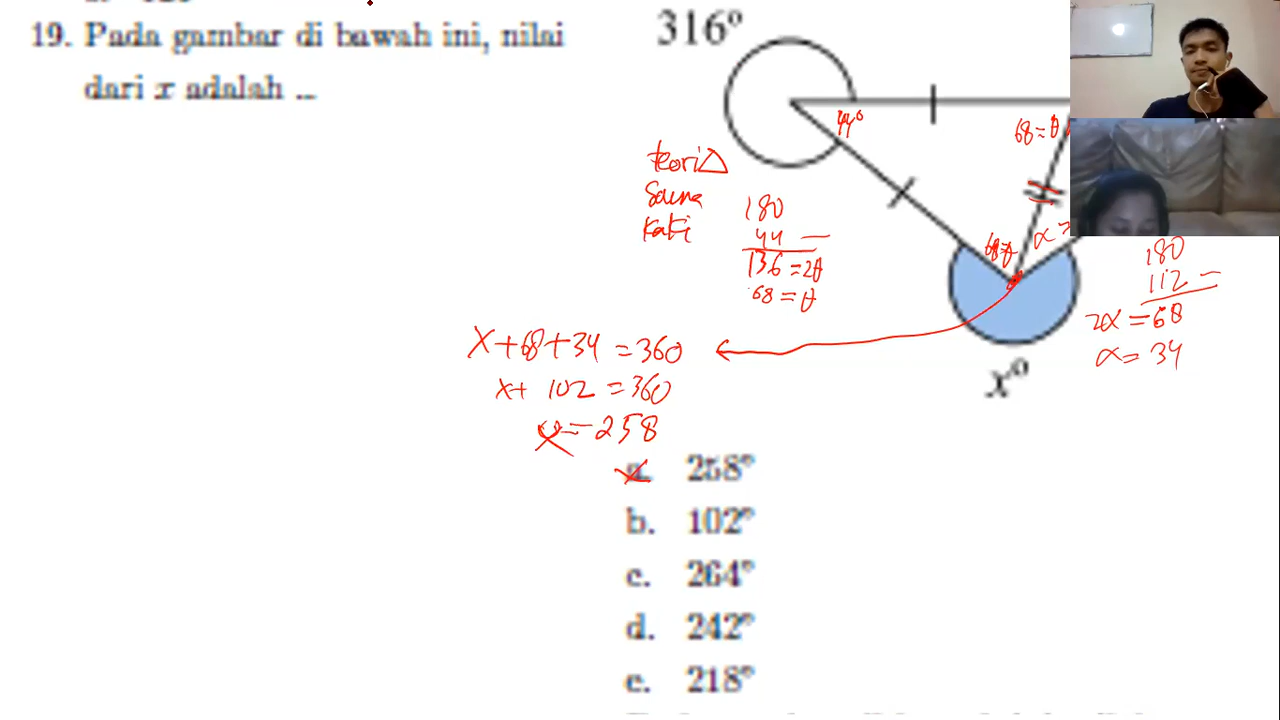 19. Pada gambar di bawah ini, nilai
dari x adalah ...
316°
44°
68=θ
teori△
sama
kaki
180
44 —
136=2θ
68=θ
68=θ
α=
180
112 —
2α=68
α=34
x°
x+68+34=360
x+ 102 =360
x=258
a. 258°
b. 102°
c. 264°
d. 242°
e. 218°